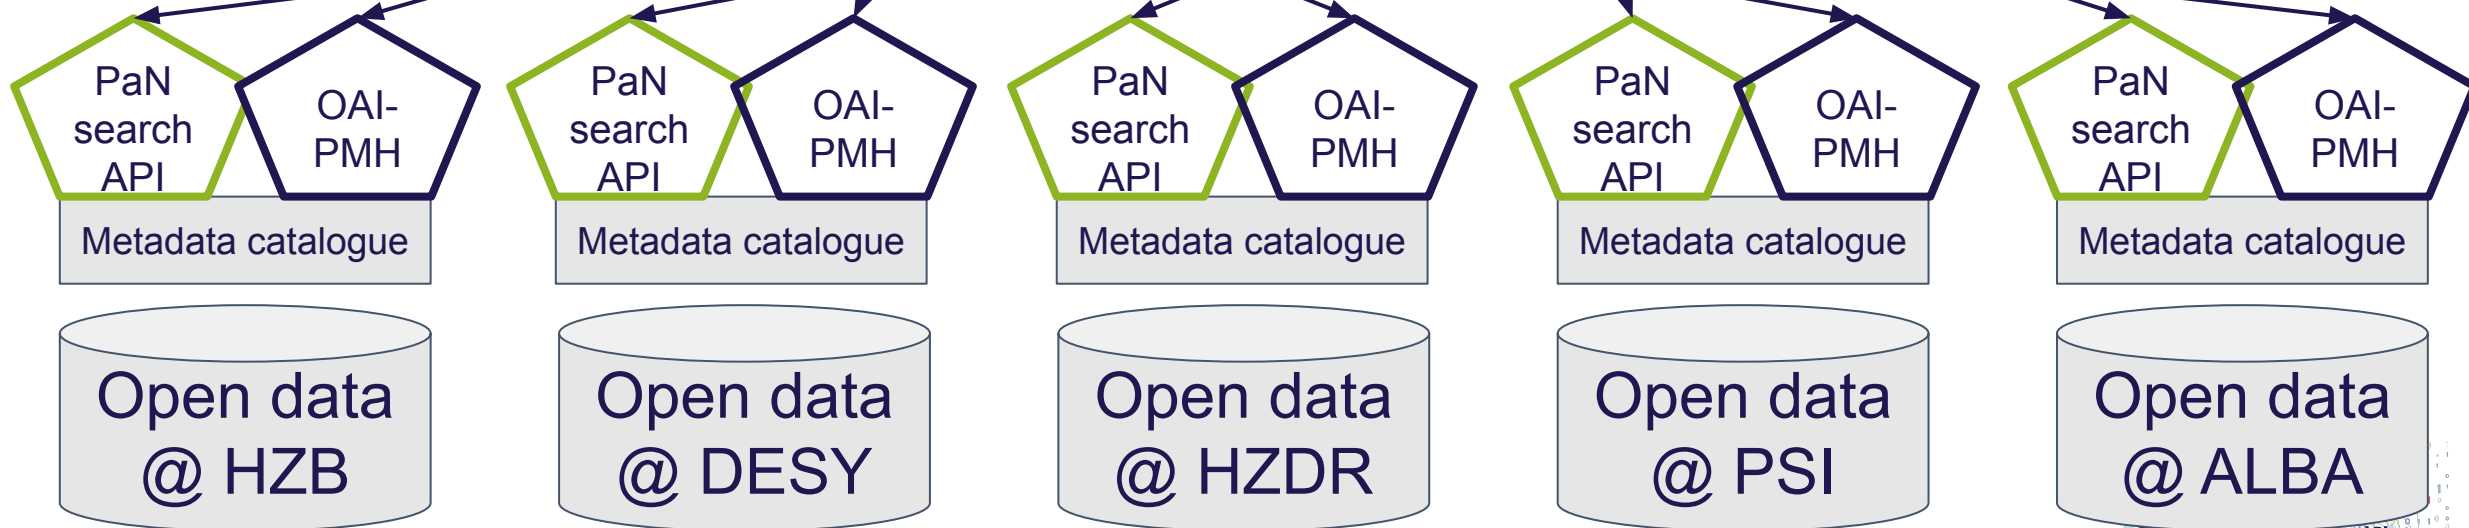 PaN
search
API
OAI-
PMH
Metadata catalogue
Open data
@ HZB
PaN
search
API
OAI-
PMH
Metadata catalogue
Open data
@ DESY
PaN
search
API
OAI-
PMH
Metadata catalogue
Open data
@ HZDR
PaN
search
API
OAI-
PMH
Metadata catalogue
Open data
@ PSI
PaN
search
API
OAI-
PMH
Metadata catalogue
Open data
@ ALBA